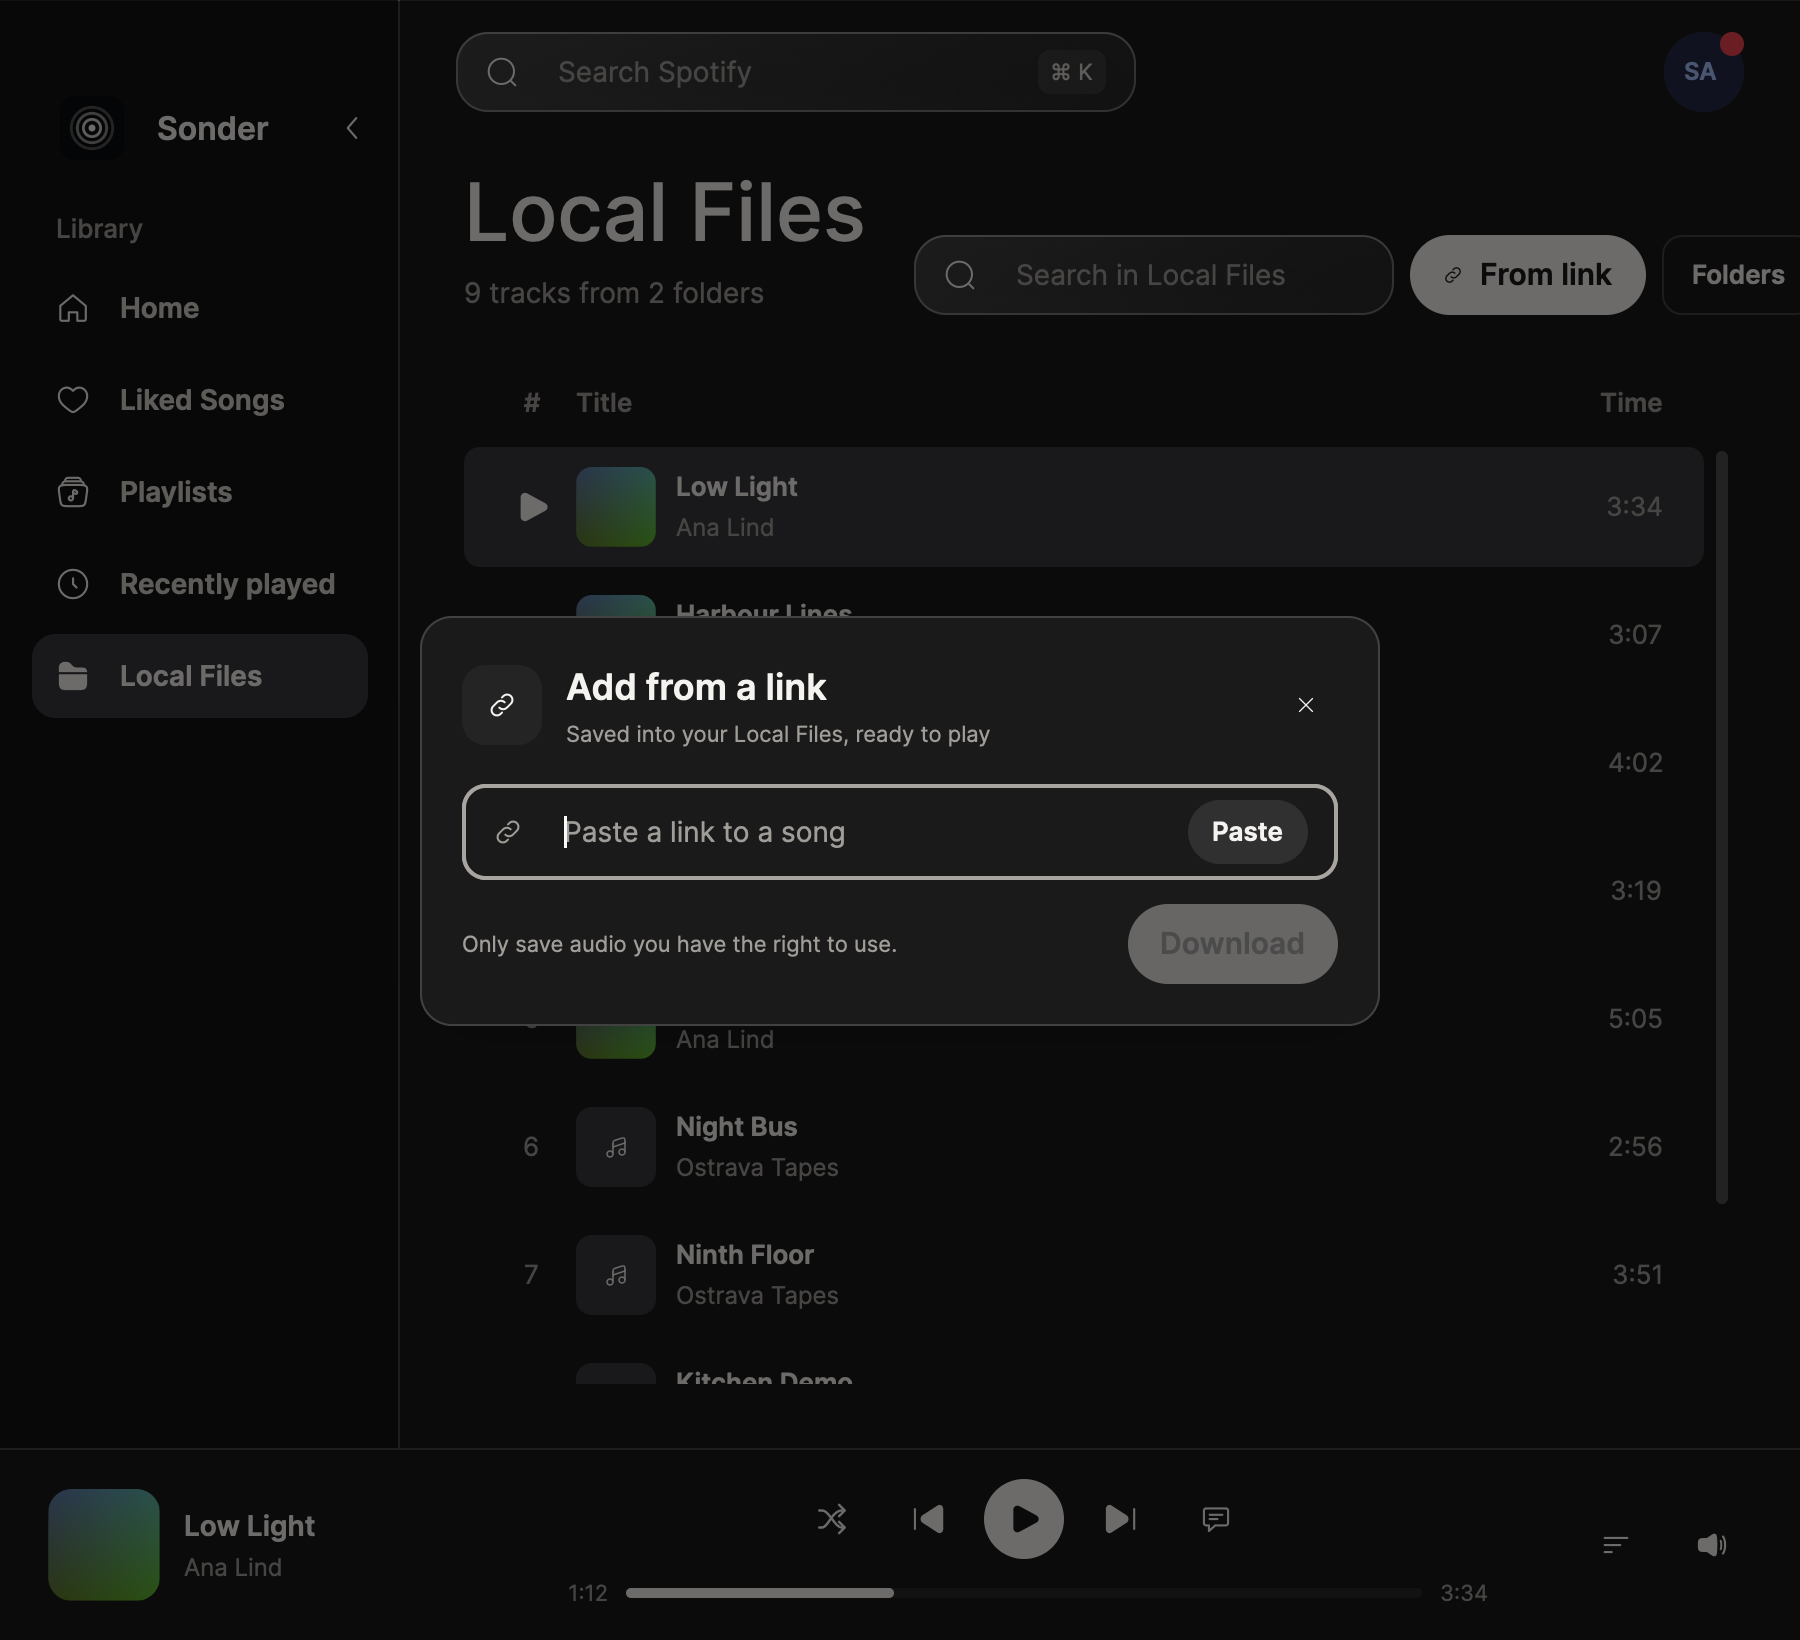 Search Spotify
⌘ K
SA
Sonder
Library
Home
Liked Songs
Playlists
Recently played
Local Files
Local Files
9 tracks from 2 folders
Search in Local Files
From link
Folders
# Title Time
Low Light
Ana Lind
3:34
Harbour Lines
3:07
Add from a link
Saved into your Local Files, ready to play
Paste a link to a song
Paste
Only save audio you have the right to use.
Download
4:02
3:19
5:05
Ana Lind
6
Night Bus
Ostrava Tapes
2:56
7
Ninth Floor
Ostrava Tapes
3:51
Kitchen Demo
Low Light
Ana Lind
1:12
3:34